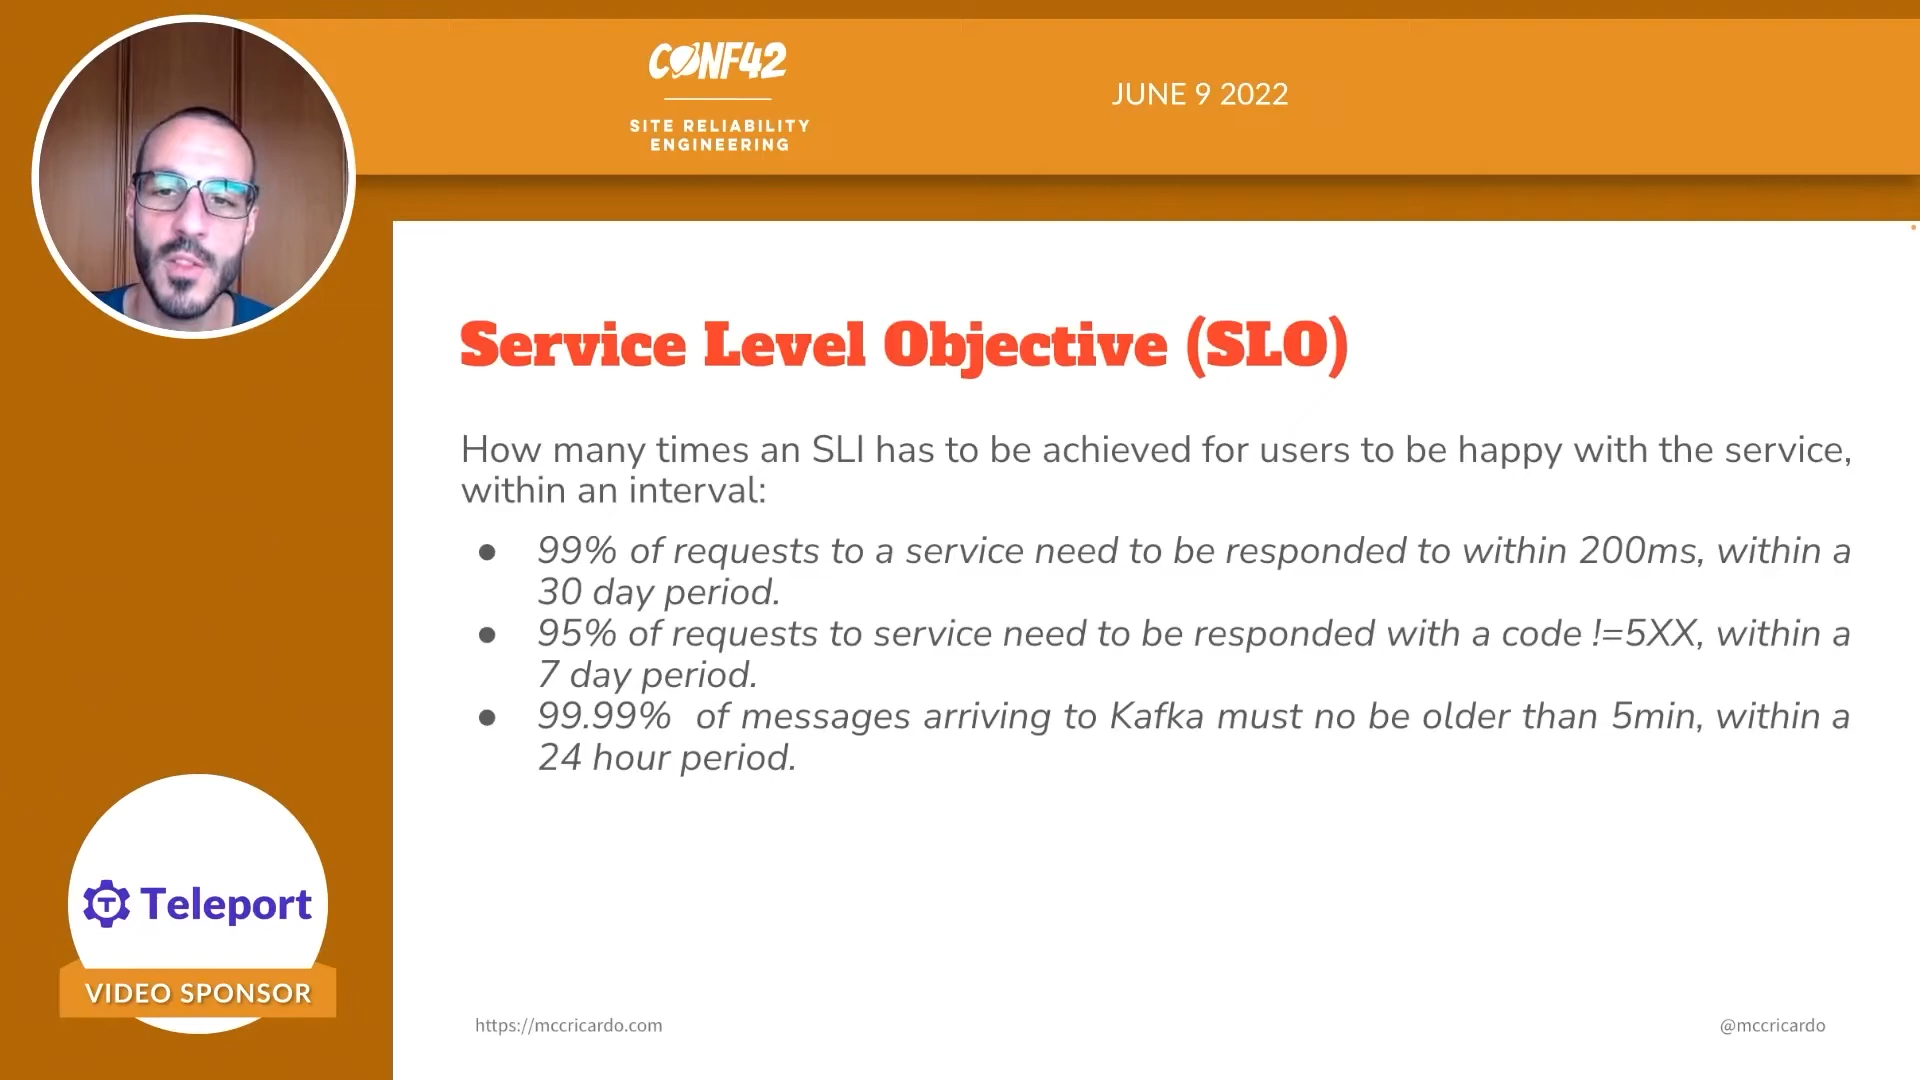 CONF42
SITE RELIABILITY
ENGINEERING
JUNE 9 2022
Service Level Objective (SLO)
How many times an SLI has to be achieved for users to be happy with the service,
within an interval:
● 99% of requests to a service need to be responded to within 200ms, within a
30 day period.
● 95% of requests to service need to be responded with a code !=5XX, within a
7 day period.
● 99.99% of messages arriving to Kafka must no be older than 5min, within a
24 hour period.
T Teleport
VIDEO SPONSOR
https://mccricardo.com
@mccricardo